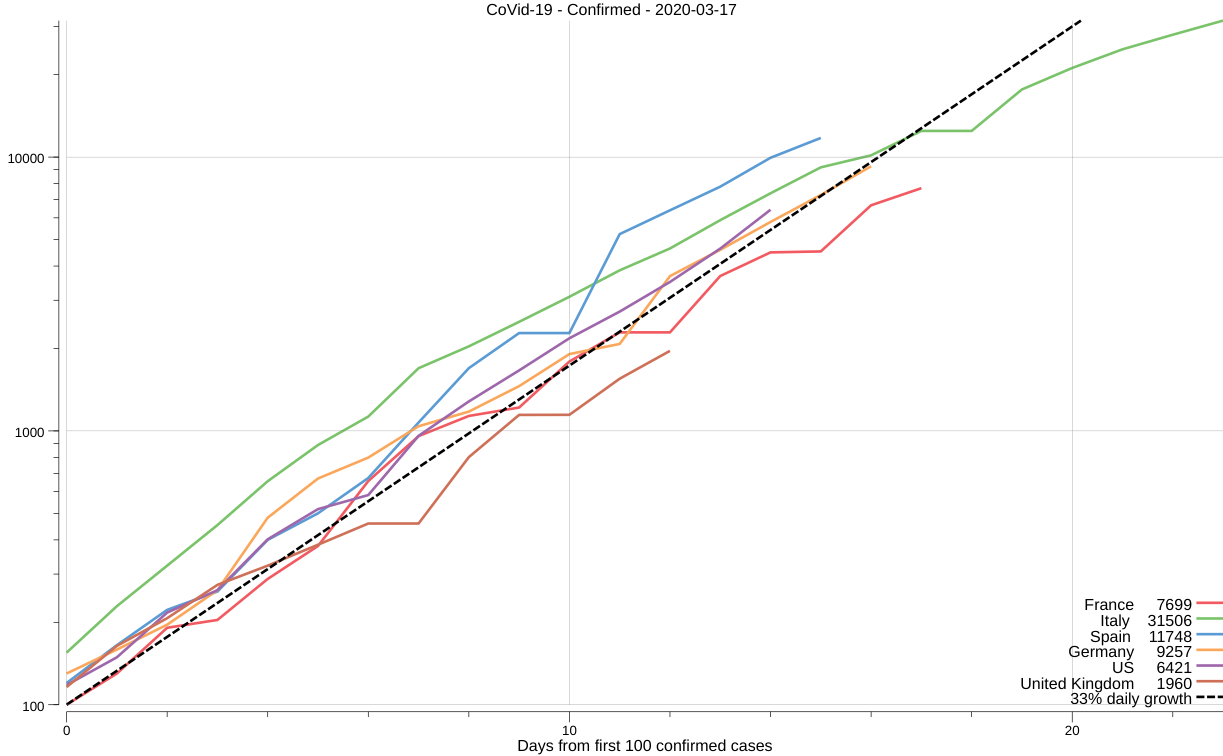 CoVid-19 - Confirmed - 2020-03-17
10000
1000
100
France 7699
Italy 31506
Spain 11748
Germany 9257
US 6421
United Kingdom 1960
33% daily growth
0 10 20
Days from first 100 confirmed cases